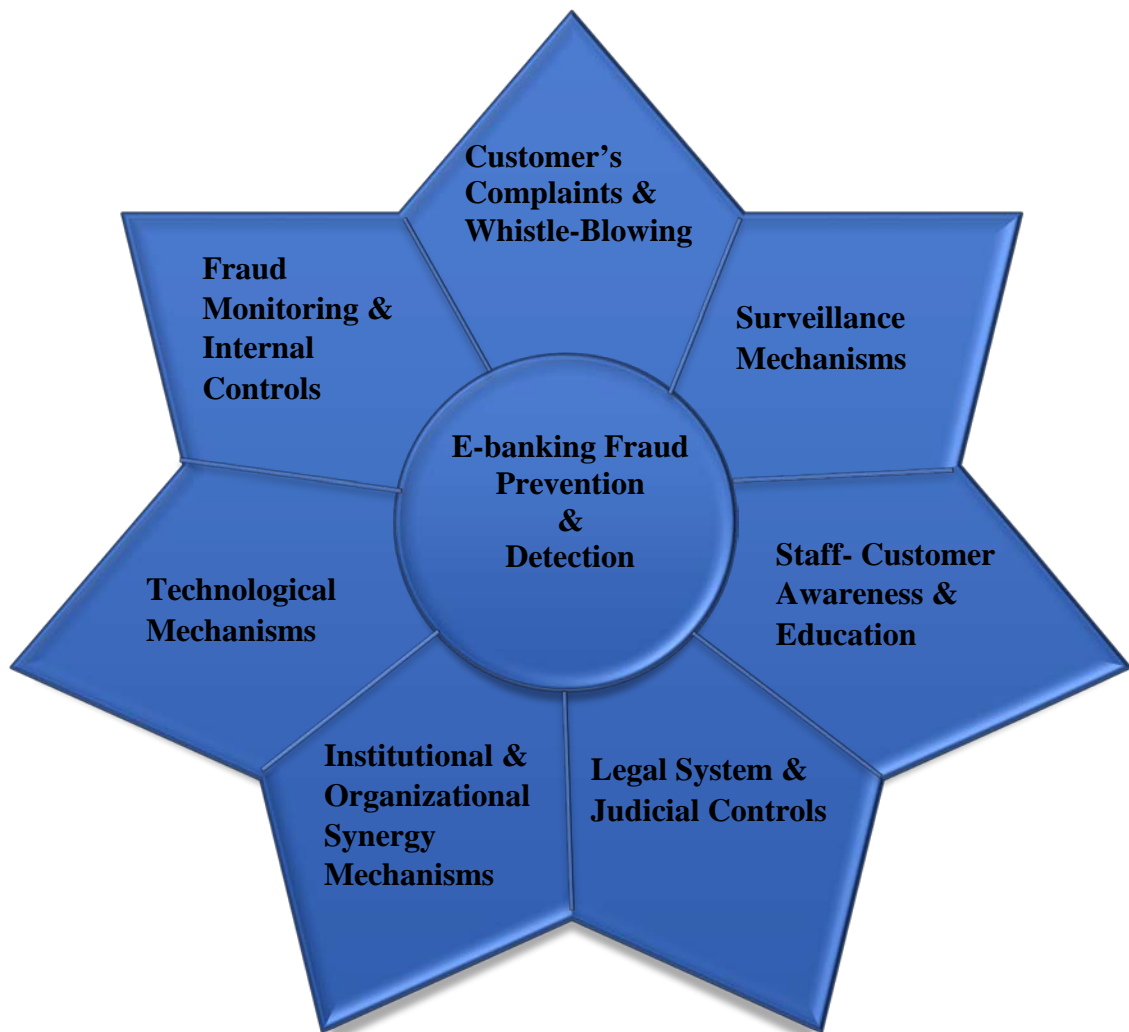 Customer's
Complaints &
Whistle-Blowing
Fraud
Monitoring &
Internal
Controls
Surveillance
Mechanisms
E-banking Fraud
Prevention
&
Detection
Staff- Customer
Awareness &
Education
Technological
Mechanisms
Institutional &
Organizational
Synergy
Mechanisms
Legal System &
Judicial Controls